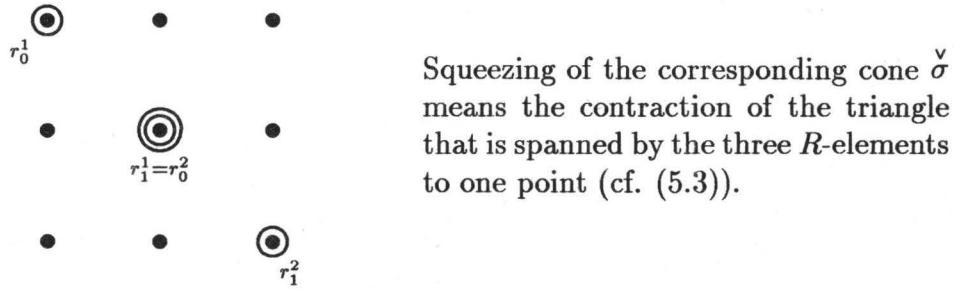 r_0^1
r_1^1=r_0^2
r_1^2
Squeezing of the corresponding cone σ̌
means the contraction of the triangle
that is spanned by the three R-elements
to one point (cf. (5.3)).